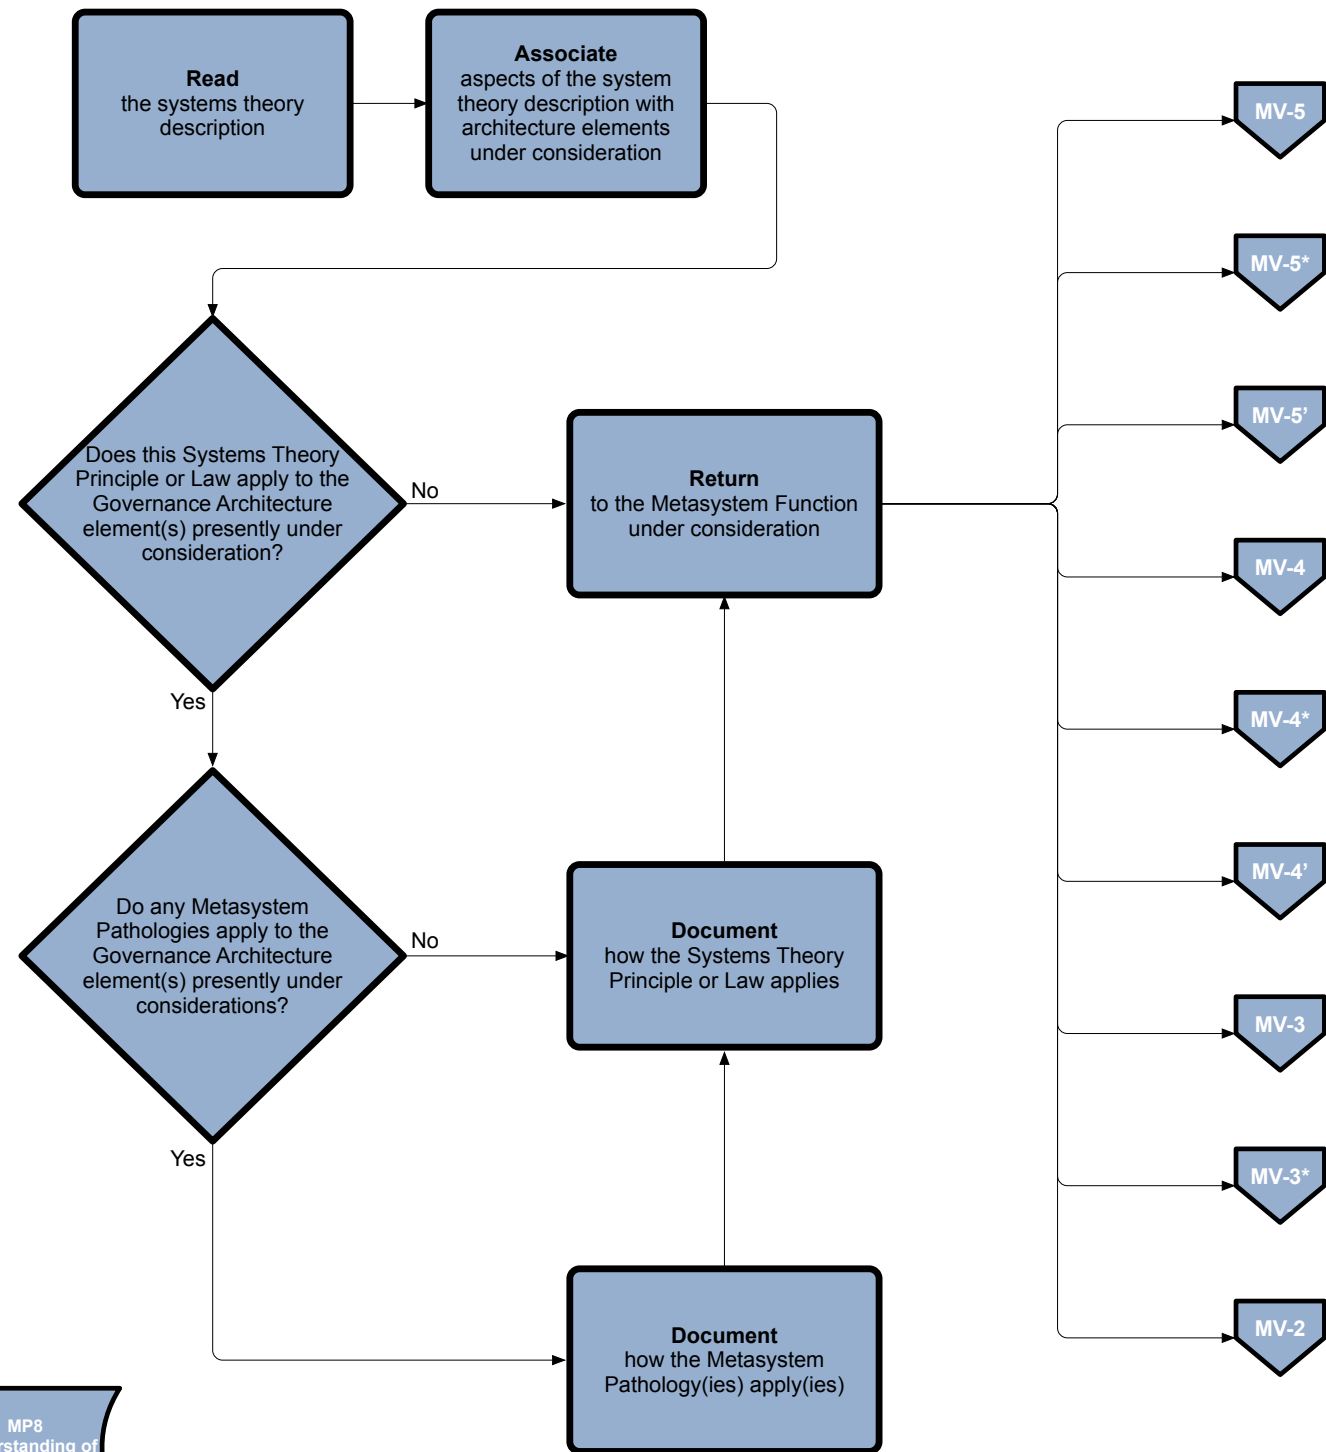 Read
the systems theory
description
Associate
aspects of the system
theory description with
architecture elements
under consideration
MV-5
MV-5*
MV-5’
Does this Systems Theory
Principle or Law apply to the
Governance Architecture
element(s) presently under
consideration?
No
Return
to the Metasystem Function
under consideration
MV-4
Yes
MV-4*
MV-4’
Do any Metasystem
Pathologies apply to the
Governance Architecture
element(s) presently under
considerations?
No
Document
how the Systems Theory
Principle or Law applies
MV-3
Yes
MV-3*
MV-2
Document
how the Metasystem
Pathology(ies) apply(ies)
MP8
of